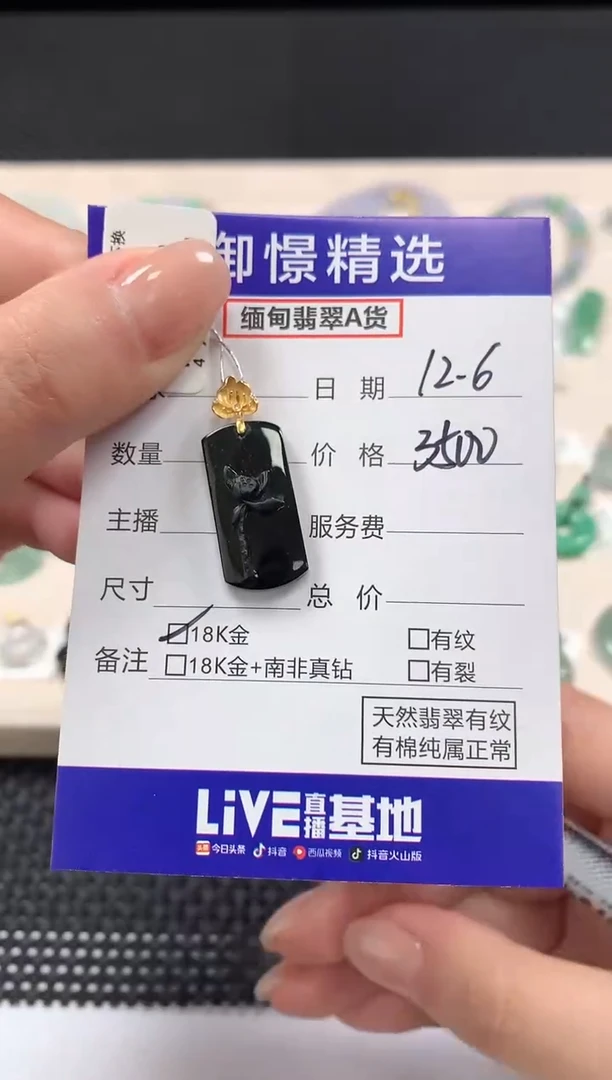 御憬精选
缅甸翡翠A货
日期 12-6
数量 价格 3500
主播 服务费
尺寸 总价
备注 18K金 有纹
18K金+南非真钻 有裂
天然翡翠有纹
有棉纯属正常
LiVE直播基地
头条 今日头条 抖音 西瓜视频 抖音火山版